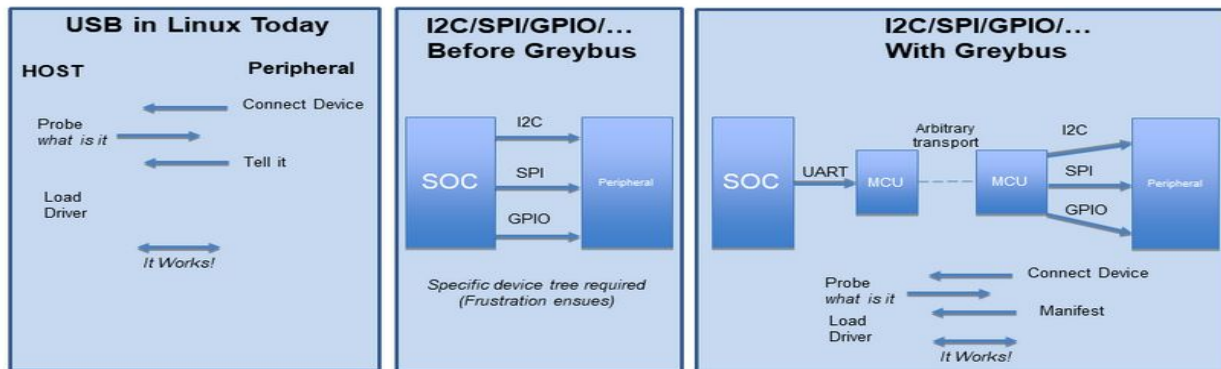 USB in Linux Today
HOST
Peripheral
Connect Device
Probe
what is it
Tell it
Load
Driver
It Works!
I2C/SPI/GPIO/…
Before Greybus
SOC
I2C
SPI
GPIO
Peripheral
Specific device tree required
(Frustration ensues)
I2C/SPI/GPIO/…
With Greybus
SOC
UART
MCU
Arbitrary
transport
MCU
I2C
SPI
GPIO
Peripheral
Connect Device
Probe
what is it
Manifest
Load
Driver
It Works!